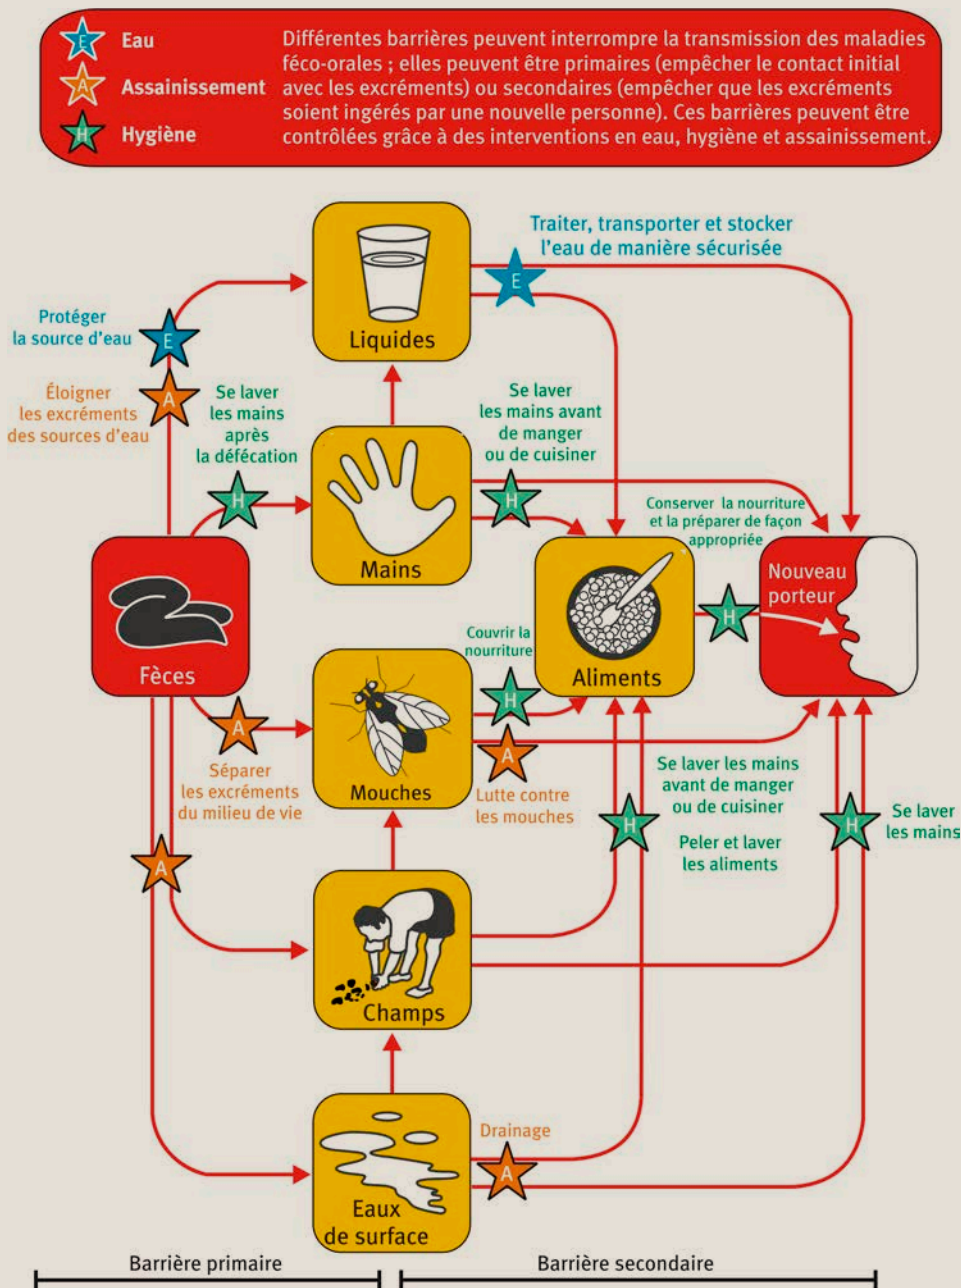 E Eau
A Assainissement
H Hygiène
Différentes barrières peuvent interrompre la transmission des maladies
féco-orales ; elles peuvent être primaires (empêcher le contact initial
avec les excréments) ou secondaires (empêcher que les excréments
soient ingérés par une nouvelle personne). Ces barrières peuvent être
contrôlées grâce à des interventions en eau, hygiène et assainissement.
Traiter, transporter et stocker
l'eau de manière sécurisée
E
Liquides
Protéger
la source d'eau
E
Éloigner
les excréments
des sources d'eau
A
Se laver
les mains
après
la défécation
H
Se laver
les mains avant
de manger
ou de cuisiner
H
Mains
Conserver la nourriture
et la préparer de façon
appropriée
H
Nouveau
porteur
Fèces
Aliments
Couvrir la
nourriture
H
A
Séparer
les excréments
du milieu de vie
Mouches
A
Lutte contre
les mouches
Se laver les mains
avant de manger
ou de cuisiner
H
Peler et laver
les aliments
H
Se laver
les mains
A
Champs
Drainage
A
Eaux
de surface
Barrière primaire
Barrière secondaire